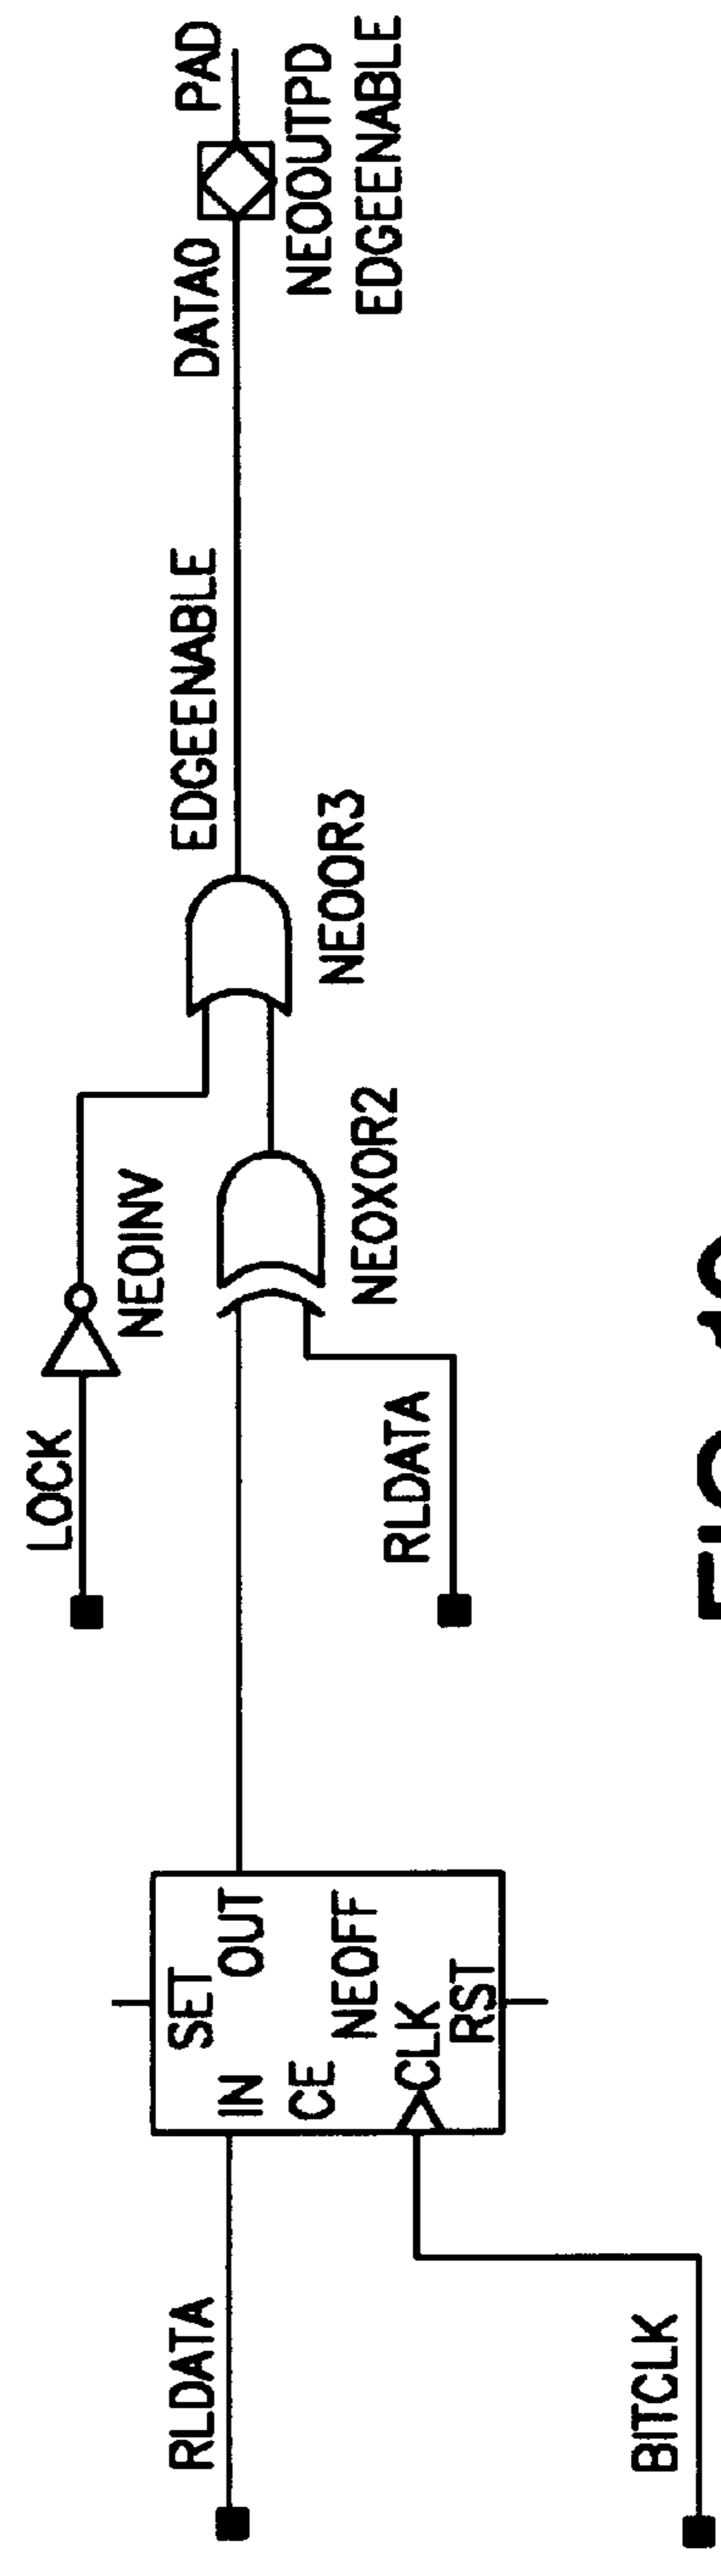 RLDATA
BITCLK
SET
IN
OUT
CE
NEOFF
CLK
RST
LOCK
NEOINV
RLDATA
NEOXOR2
NEOOR3
EDGEENABLE
DATAO
PAD
NEOOUTPD
EDGEENABLE